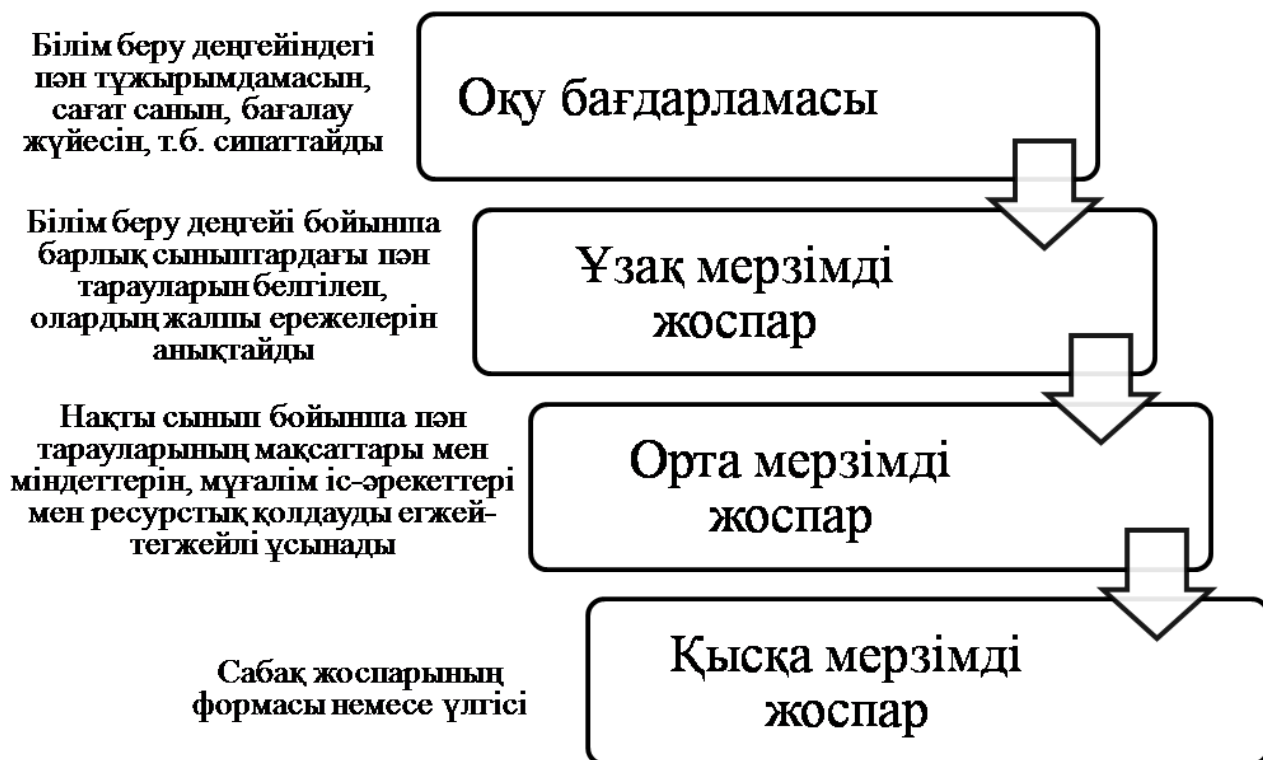 Білім беру деңгейіндегі
пән тұжырымдамасын,
сағат санын, бағалау
жүйесін, т.б. сипаттайды
Оқу бағдарламасы
Білім беру деңгейі бойынша
барлық сыныптардағы пән
тарауларын белгілеп,
олардың жалпы ережелерін
анықтайды
Ұзақ мерзімді
жоспар
Нақты сынып бойынша пән
тарауларының мақсаттары мен
міндеттерін, мұғалім іс-әрекеттері
мен ресурстық қолдауды егжей-
тегжейлі ұсынады
Орта мерзімді
жоспар
Сабақ жоспарының
формасы немесе үлгісі
Қысқа мерзімді
жоспар